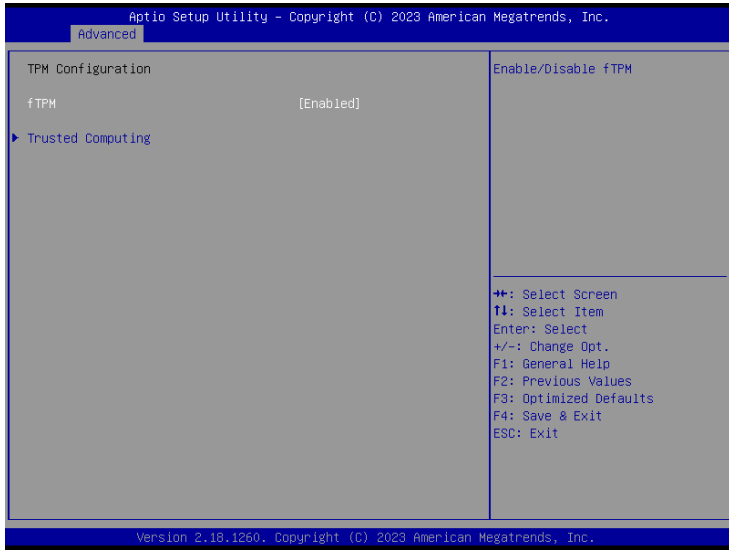 Aptio Setup Utility – Copyright (C) 2023 American Megatrends, Inc.
Advanced
TPM Configuration
fTPM [Enabled]
Trusted Computing
Enable/Disable fTPM
→←: Select Screen
↑↓: Select Item
Enter: Select
+/-: Change Opt.
F1: General Help
F2: Previous Values
F3: Optimized Defaults
F4: Save & Exit
ESC: Exit
Version 2.18.1260. Copyright (C) 2023 American Megatrends, Inc.